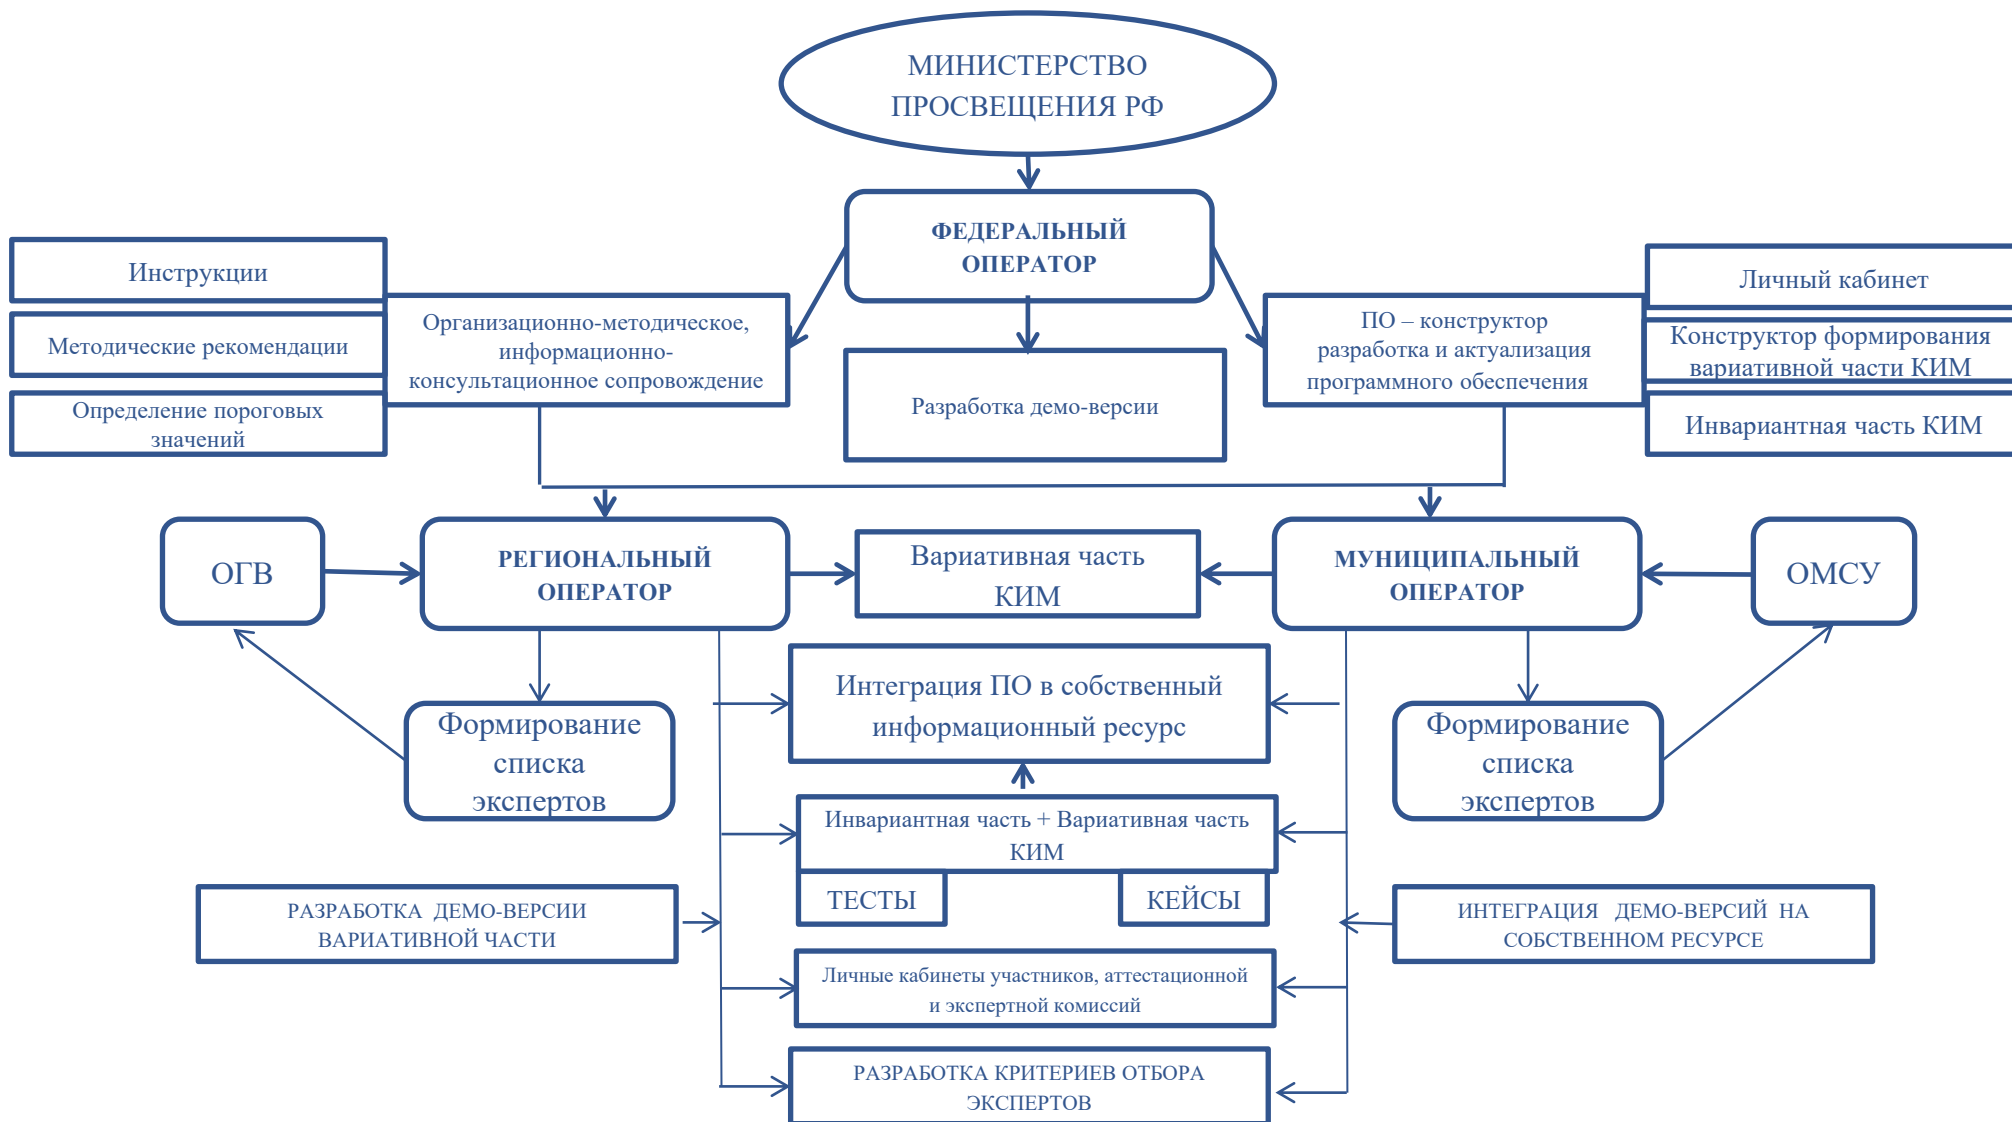 МИНИСТЕРСТВО
ПРОСВЕЩЕНИЯ РФ
ФЕДЕРАЛЬНЫЙ
ОПЕРАТОР
Инструкции
Методические рекомендации
Определение пороговых
значений
Организационно-методическое,
информационно-
консультационное сопровождение
Разработка демо-версии
ПО – конструктор
разработка и актуализация
программного обеспечения
Личный кабинет
Конструктор формирования
вариативной части КИМ
Инвариантная часть КИМ
ОГВ
РЕГИОНАЛЬНЫЙ
ОПЕРАТОР
Вариативная часть
КИМ
МУНИЦИПАЛЬНЫЙ
ОПЕРАТОР
ОМСУ
Формирование
списка
экспертов
Интеграция ПО в собственный
информационный ресурс
Формирование
списка
экспертов
Инвариантная часть + Вариативная часть
КИМ
ТЕСТЫ
КЕЙСЫ
РАЗРАБОТКА ДЕМО-ВЕРСИИ
ВАРИАТИВНОЙ ЧАСТИ
ИНТЕГРАЦИЯ ДЕМО-ВЕРСИЙ НА
СОБСТВЕННОМ РЕСУРСЕ
Личные кабинеты участников, аттестационной
и экспертной комиссий
РАЗРАБОТКА КРИТЕРИЕВ ОТБОРА
ЭКСПЕРТОВ